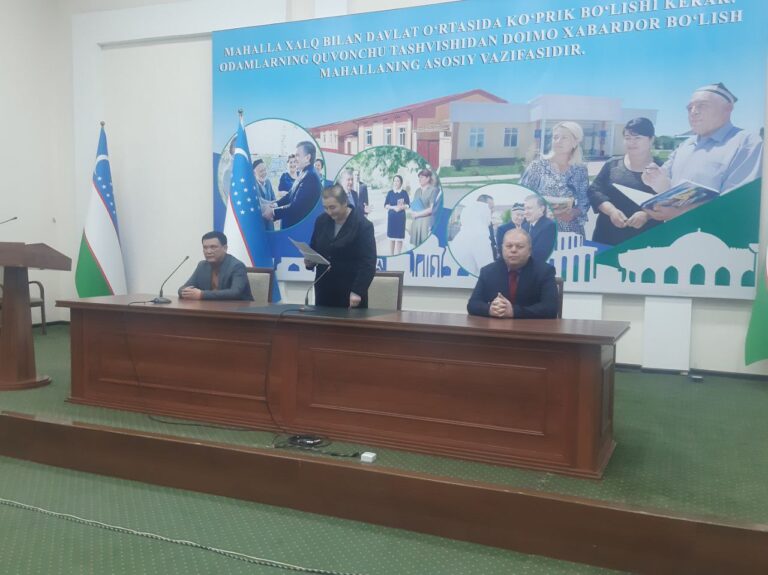 MAHALLA XALQ BILAN DAVLAT O‘RTASIDA KO‘PRIK BO‘LISHI KERAK.
ODAMLARNING QUVONCHU TASHVISHIDAN DOIMO XABARDOR BO‘LISH
MAHALLANING ASOSIY VAZIFASIDIR.